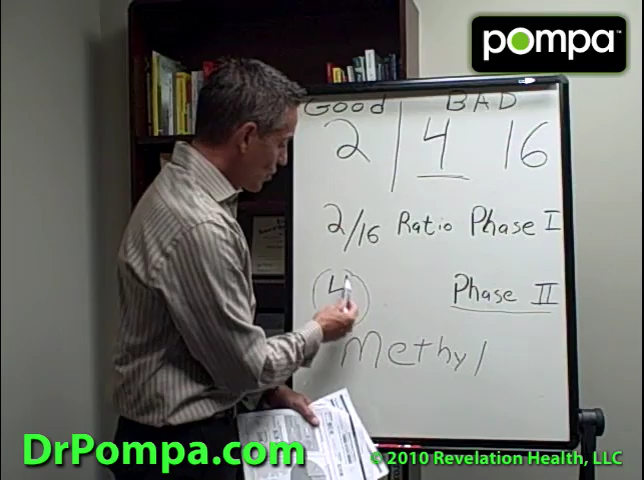 pompa™
Good | BAD
2 | 4 16
2/16 Ratio Phase I
4 Phase II
Methyl
DrPompa.com
© 2010 Revelation Health, LLC